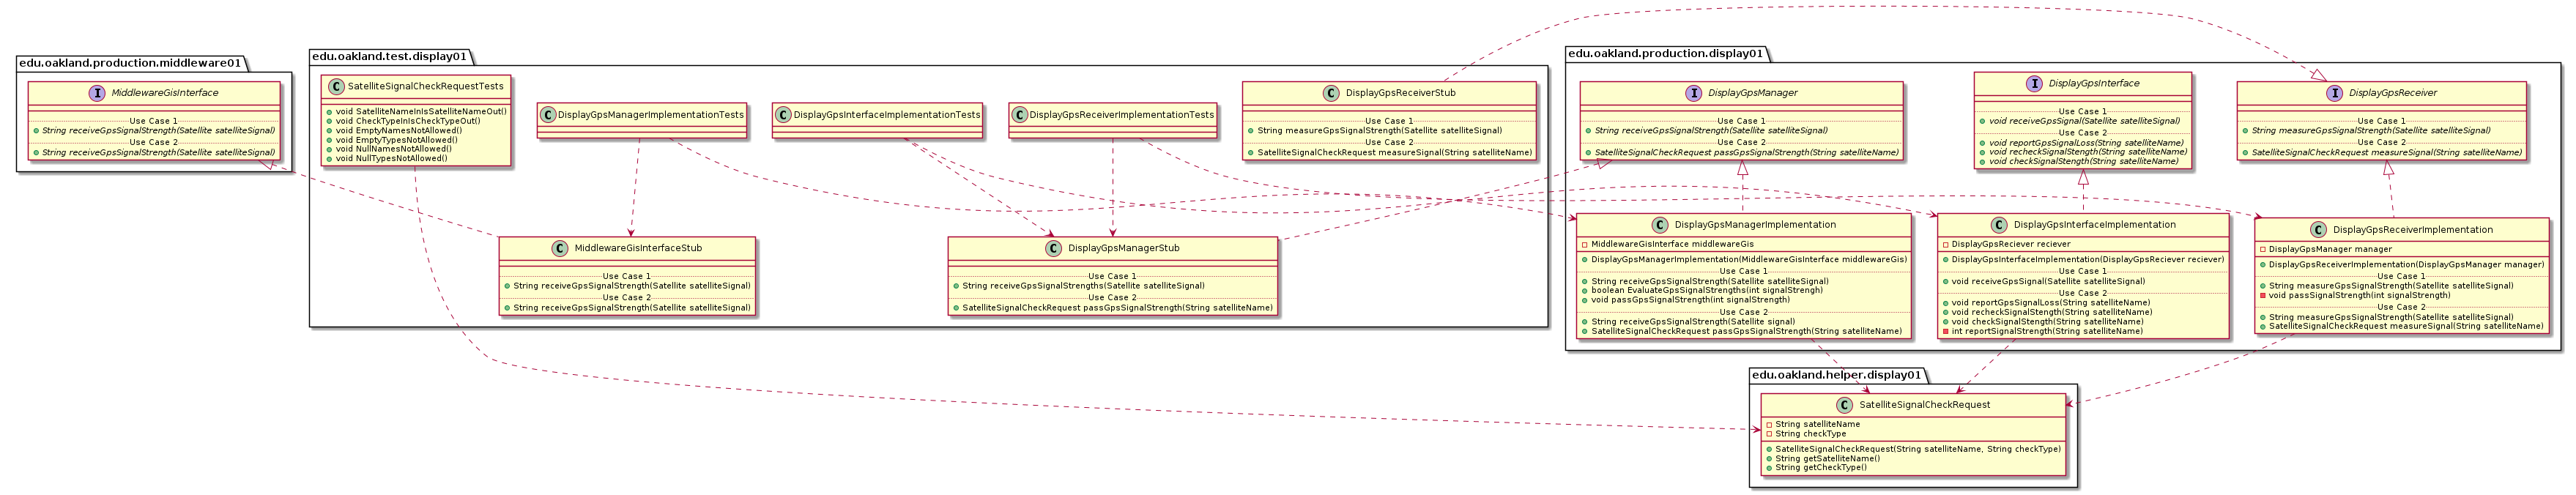 edu.oakland.production.middleware01
I MiddlewareGisInterface
Use Case 1
String receiveGpsSignalStrength(Satellite satelliteSignal)
Use Case 2
String receiveGpsSignalStrength(Satellite satelliteSignal)
edu.oakland.test.display01
C SatelliteSignalCheckRequestTests
void SatelliteNameInIsSatelliteNameOut()
void CheckTypeInIsCheckTypeOut()
void EmptyNamesNotAllowed()
void EmptyTypesNotAllowed()
void NullNamesNotAllowed()
void NullTypesNotAllowed()
C DisplayGpsManagerImplementationTests
C DisplayGpsInterfaceImplementationTests
C DisplayGpsReceiverImplementationTests
C DisplayGpsReceiverStub
Use Case 1
String measureGpsSignalStrength(Satellite satelliteSignal)
Use Case 2
SatelliteSignalCheckRequest measureSignal(String satelliteName)
C MiddlewareGisInterfaceStub
Use Case 1
String receiveGpsSignalStrength(Satellite satelliteSignal)
Use Case 2
String receiveGpsSignalStrength(Satellite satelliteSignal)
C DisplayGpsManagerStub
Use Case 1
String receiveGpsSignalStrengths(Satellite satelliteSignal)
Use Case 2
SatelliteSignalCheckRequest passGpsSignalStrength(String satelliteName)
edu.oakland.production.display01
I DisplayGpsManager
Use Case 1
String receiveGpsSignalStrength(Satellite satelliteSignal)
Use Case 2
SatelliteSignalCheckRequest passGpsSignalStrength(String satelliteName)
I DisplayGpsInterface
Use Case 1
void receiveGpsSignal(Satellite satelliteSignal)
Use Case 2
void reportGpsSignalLoss(String satelliteName)
void recheckSignalStength(String satelliteName)
void checkSignalStength(String satelliteName)
I DisplayGpsReceiver
Use Case 1
String measureGpsSignalStrength(Satellite satelliteSignal)
Use Case 2
SatelliteSignalCheckRequest measureSignal(String satelliteName)
C DisplayGpsManagerImplementation
MiddlewareGisInterface middlewareGis
DisplayGpsManagerImplementation(MiddlewareGisInterface middlewareGis)
Use Case 1
String receiveGpsSignalStrength(Satellite satelliteSignal)
boolean EvaluateGpsSignalStrengths(int signalStrengh)
void passGpsSignalStrength(int signalStrength)
Use Case 2
String receiveGpsSignalStrength(Satellite signal)
SatelliteSignalCheckRequest passGpsSignalStrength(String satelliteName)
C DisplayGpsInterfaceImplementation
DisplayGpsReciever reciever
DisplayGpsInterfaceImplementation(DisplayGpsReciever reciever)
Use Case 1
void receiveGpsSignal(Satellite satelliteSignal)
Use Case 2
void reportGpsSignalLoss(String satelliteName)
void recheckSignalStength(String satelliteName)
void checkSignalStength(String satelliteName)
int reportSignalStrength(String satelliteName)
C DisplayGpsReceiverImplementation
DisplayGpsManager manager
DisplayGpsReceiverImplementation(DisplayGpsManager manager)
Use Case 1
String measureGpsSignalStrength(Satellite satelliteSignal)
void passSignalStrength(int signalStrength)
Use Case 2
String measureGpsSignalStrength(Satellite satelliteSignal)
SatelliteSignalCheckRequest measureSignal(String satelliteName)
edu.oakland.helper.display01
C SatelliteSignalCheckRequest
String satelliteName
String checkType
SatelliteSignalCheckRequest(String satelliteName, String checkType)
String getSatelliteName()
String getCheckType()